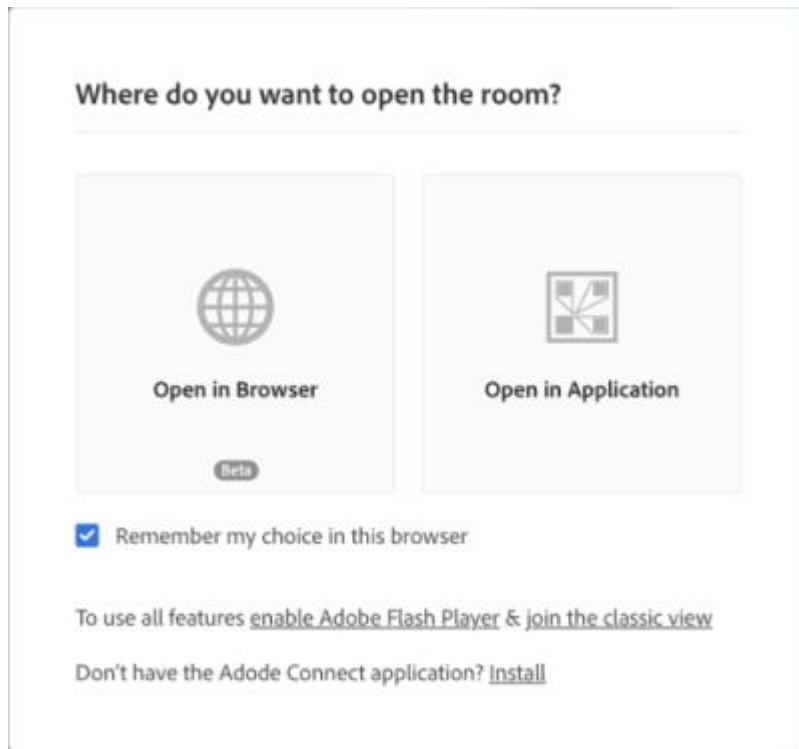 Where do you want to open the room?
Open in Browser
Open in Application
Beta
Remember my choice in this browser
To use all features enable Adobe Flash Player & join the classic view
Don't have the Adode Connect application? Install